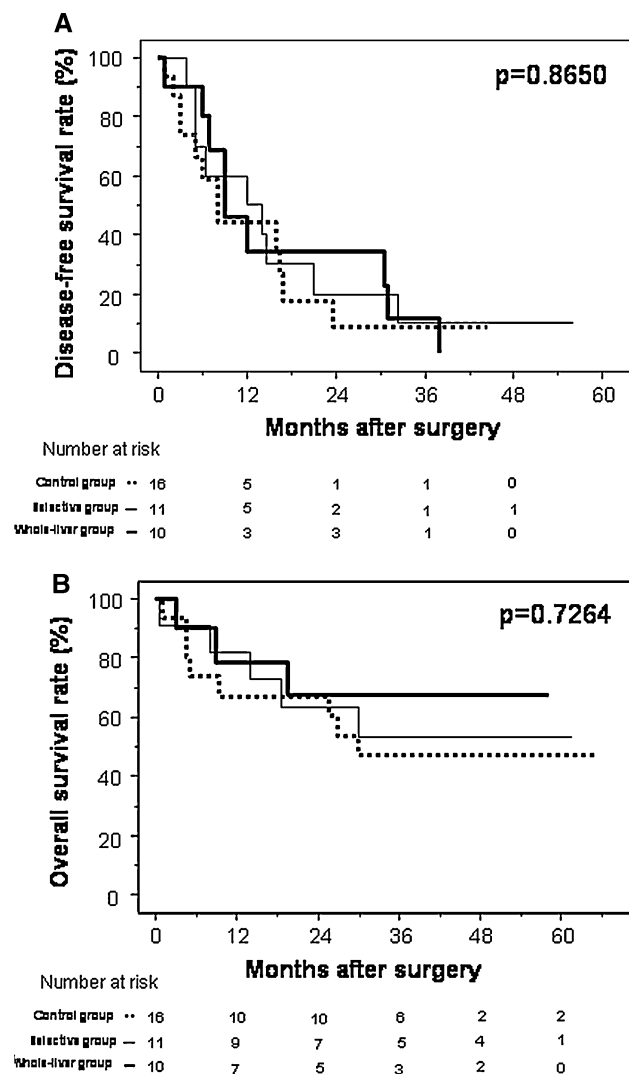 A
Disease-free survival rate (%)
100
80
60
40
20
0
p=0.8650
0 12 24 36 48 60
Months after surgery
Number at risk
Control group 16 5 1 1 0
Selective group 11 5 2 1 1
Whole-liver group 10 3 3 1 0
B
Overall survival rate (%)
100
80
60
40
20
0
p=0.7264
0 12 24 36 48 60
Months after surgery
Number at risk
Control group 16 10 10 6 2 2
Selective group 11 9 7 5 4 1
Whole-liver group 10 7 5 3 2 0